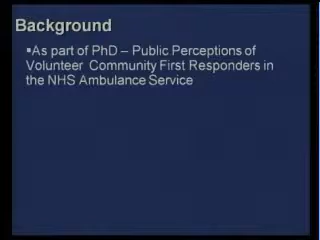 Background
▪As part of PhD – Public Perceptions of
Volunteer Community First Responders in
the NHS Ambulance Service